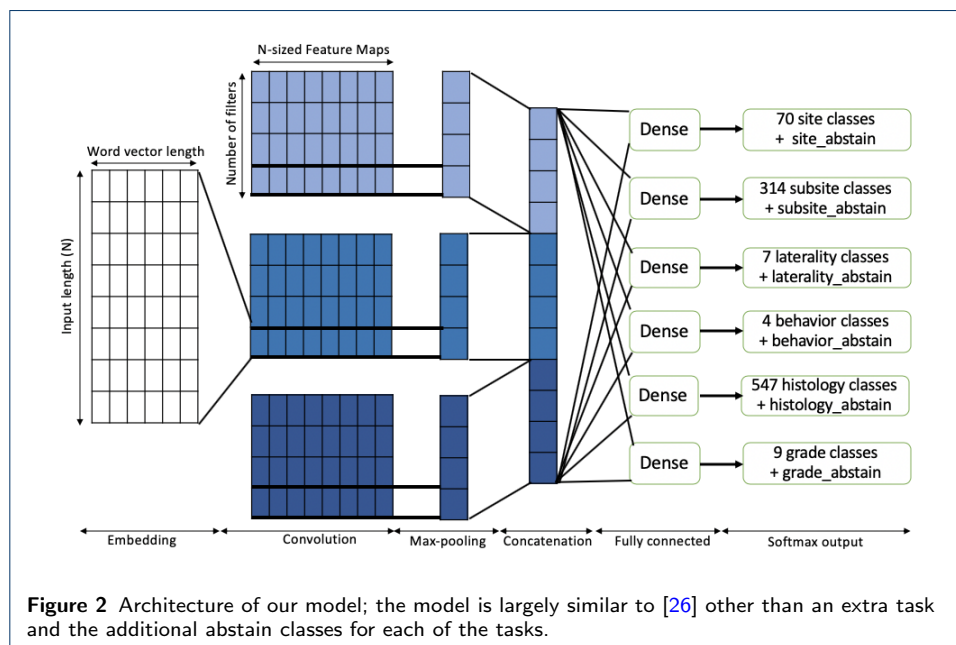 N-sized Feature Maps
Number of filters
Word vector length
Input length (N)
Dense
70 site classes
+ site_abstain
Dense
314 subsite classes
+ subsite_abstain
Dense
7 laterality classes
+ laterality_abstain
Dense
4 behavior classes
+ behavior_abstain
Dense
547 histology classes
+ histology_abstain
Dense
9 grade classes
+ grade_abstain
Embedding
Convolution
Max-pooling
Concatenation
Fully connected
Softmax output
Figure 2 Architecture of our model; the model is largely similar to [26] other than an extra task
and the additional abstain classes for each of the tasks.